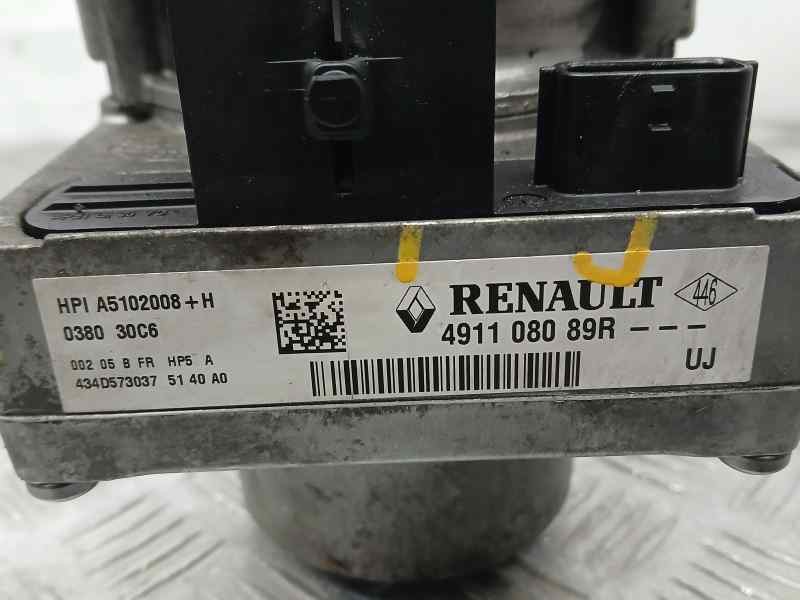 HPI A5102008+H
0380 30C6
002 05 B FR HP5 A
434D573037 51 40 A0
RENAULT
446
4911 080 89R ---
UJ